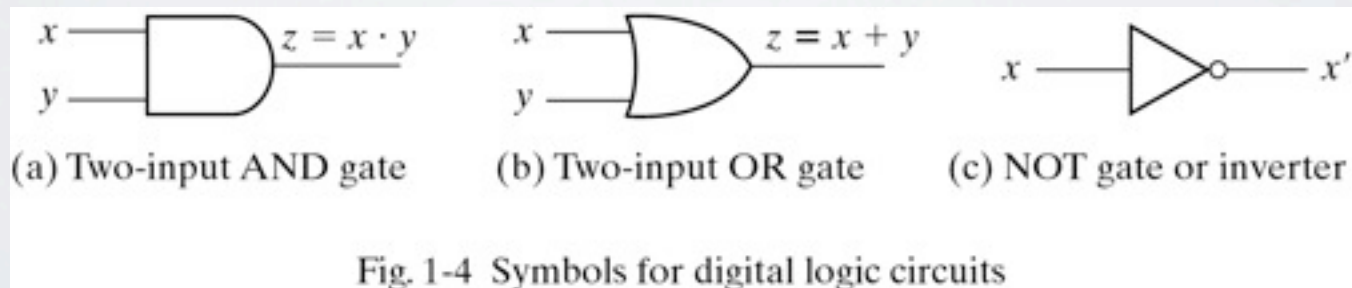 x
y
z = x · y
(a) Two-input AND gate
x
y
z = x + y
(b) Two-input OR gate
x
x′
(c) NOT gate or inverter
Fig. 1-4 Symbols for digital logic circuits